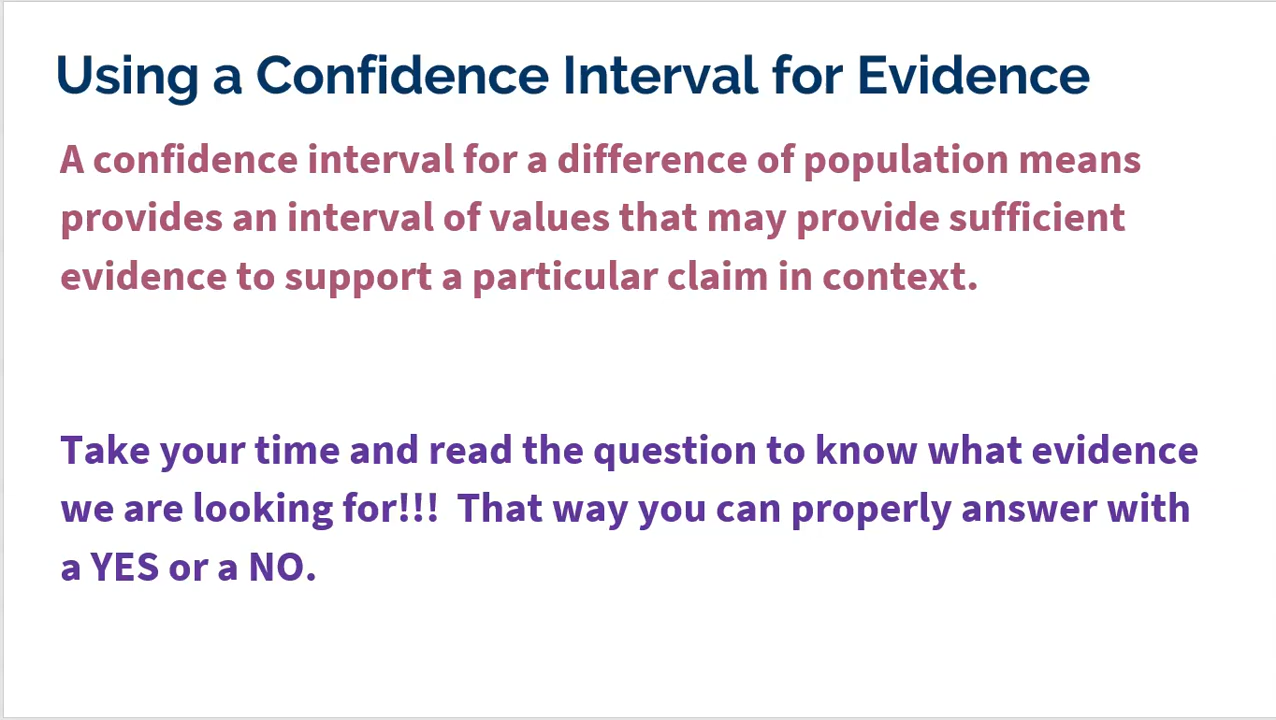 Using a Confidence Interval for Evidence
A confidence interval for a difference of population means
provides an interval of values that may provide sufficient
evidence to support a particular claim in context.
Take your time and read the question to know what evidence
we are looking for!!!  That way you can properly answer with
a YES or a NO.